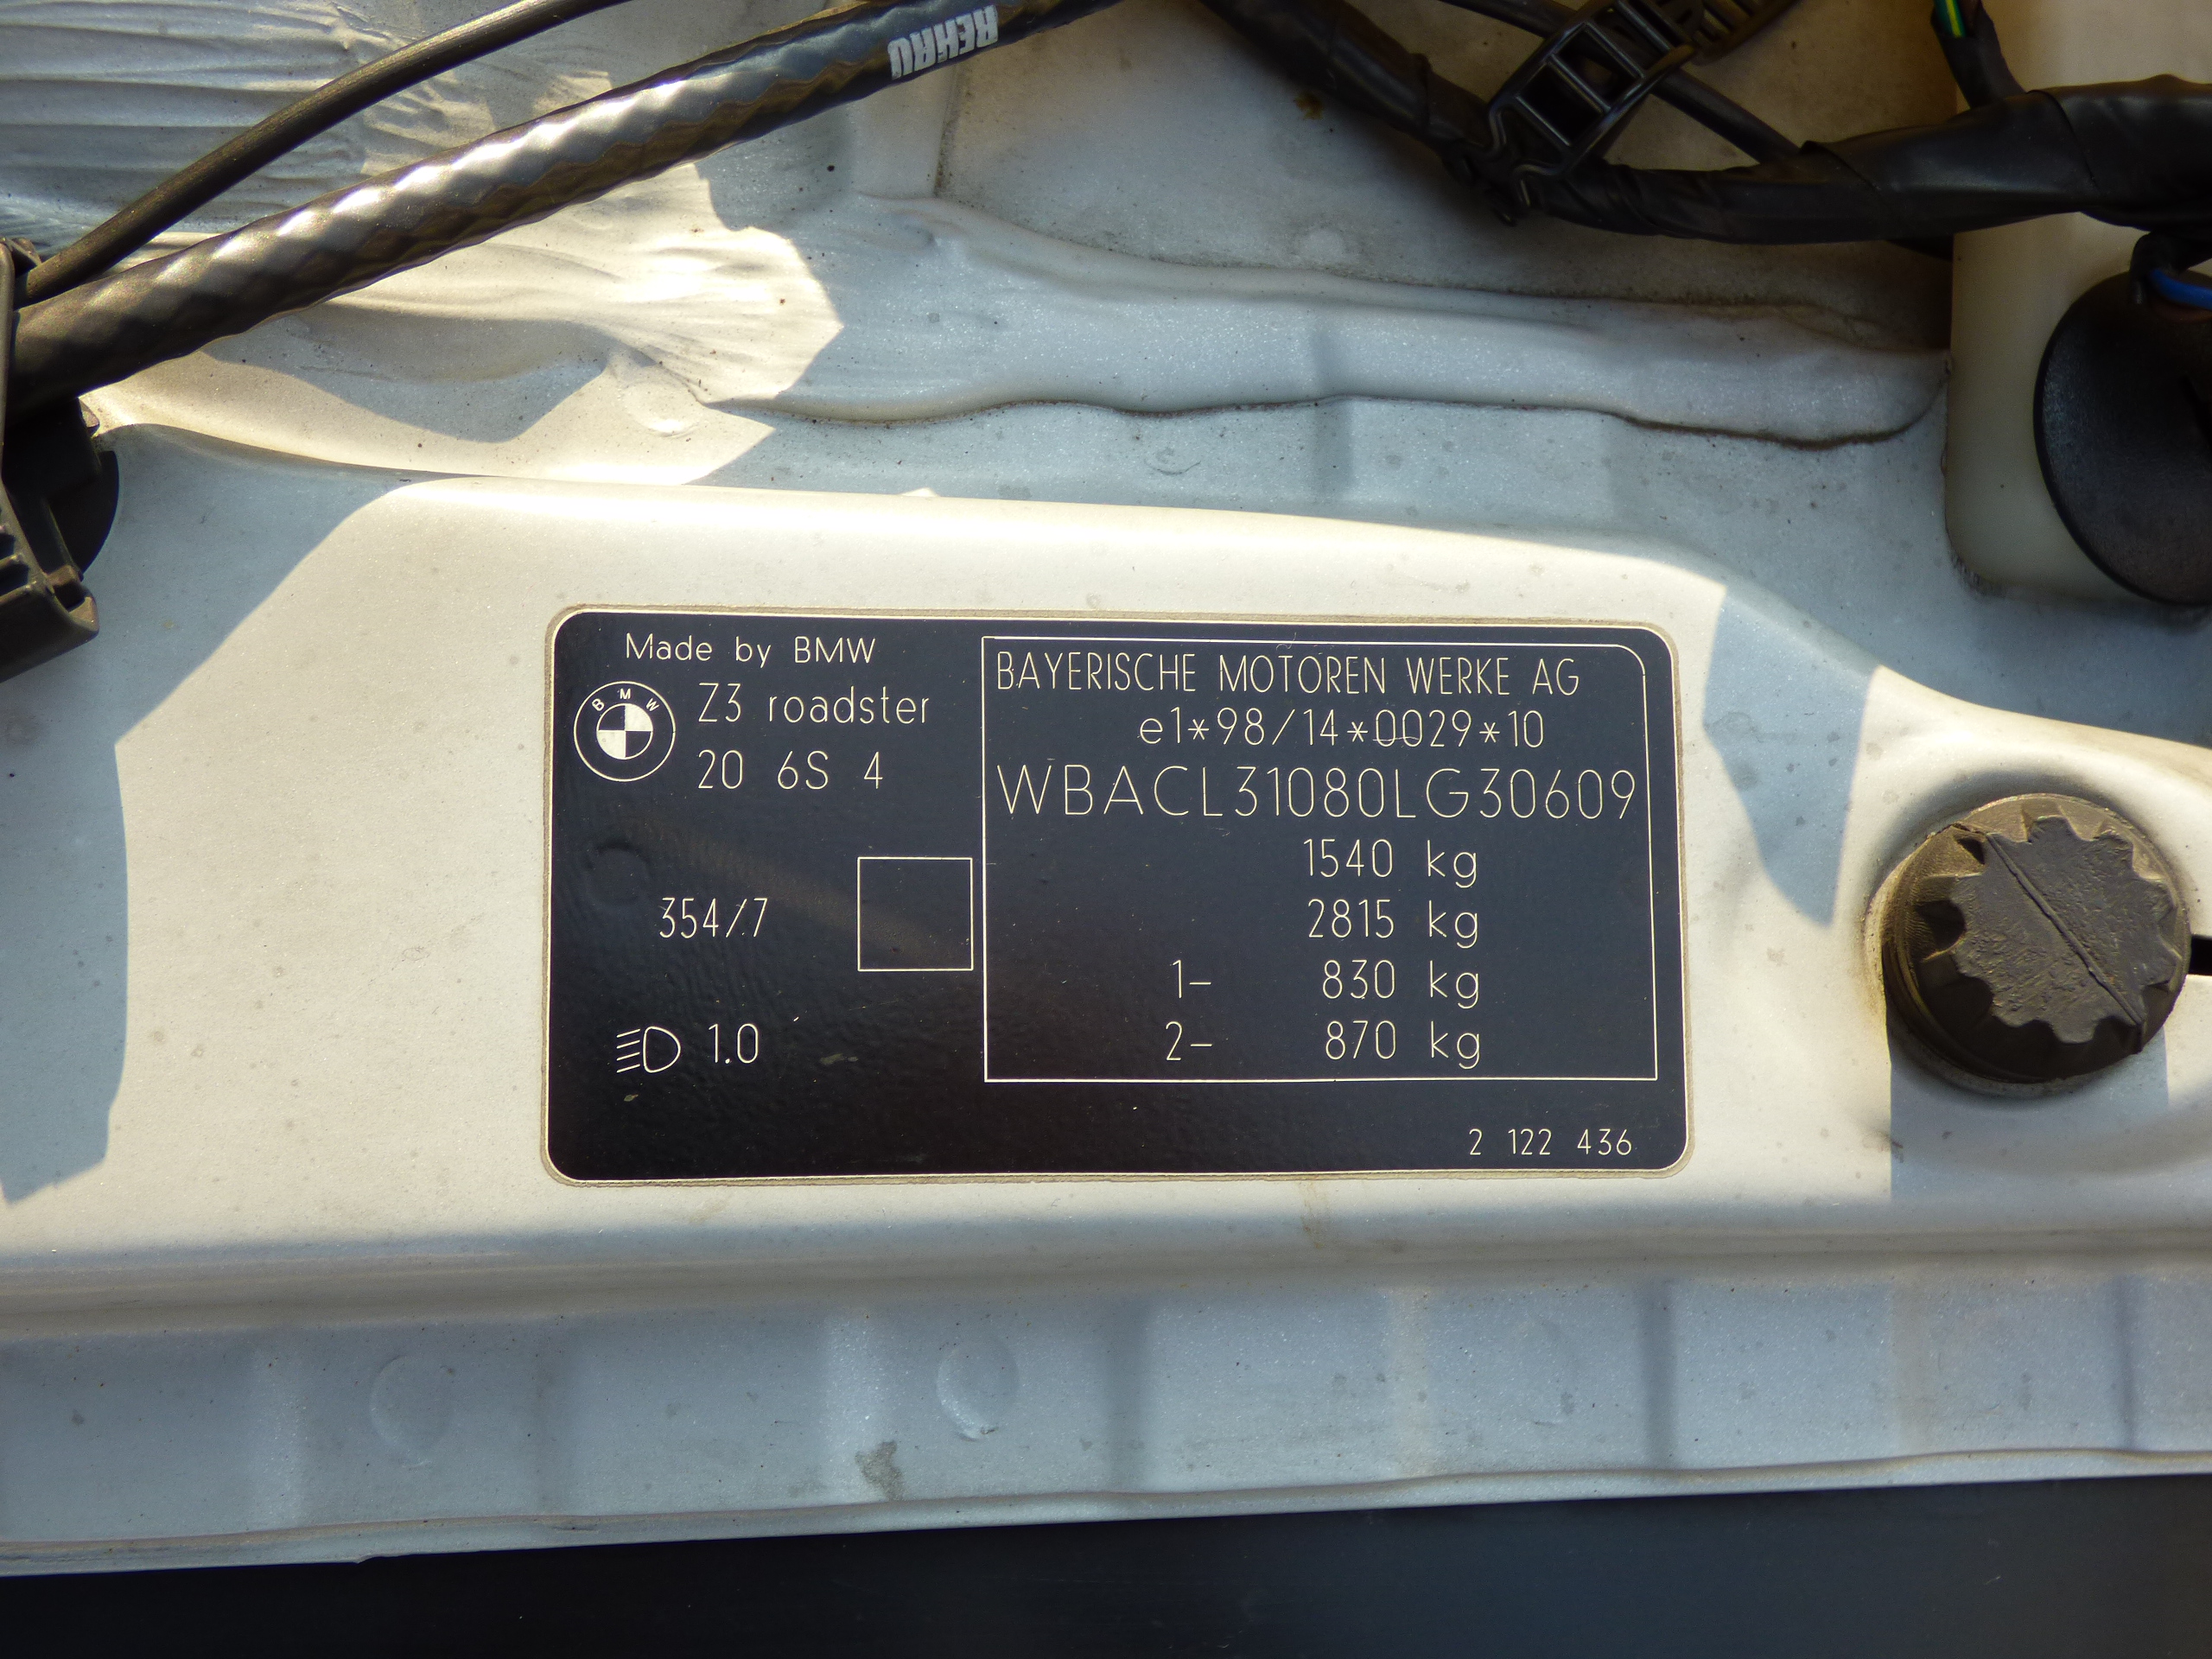 REHAU
Made by BMW
BMW
Z3 roadster
20 6S 4
354/7
1.0
BAYERISCHE MOTOREN WERKE AG
e1*98/14*0029*10
WBACL31080LG30609
1540 kg
2815 kg
1- 830 kg
2- 870 kg
2 122 436